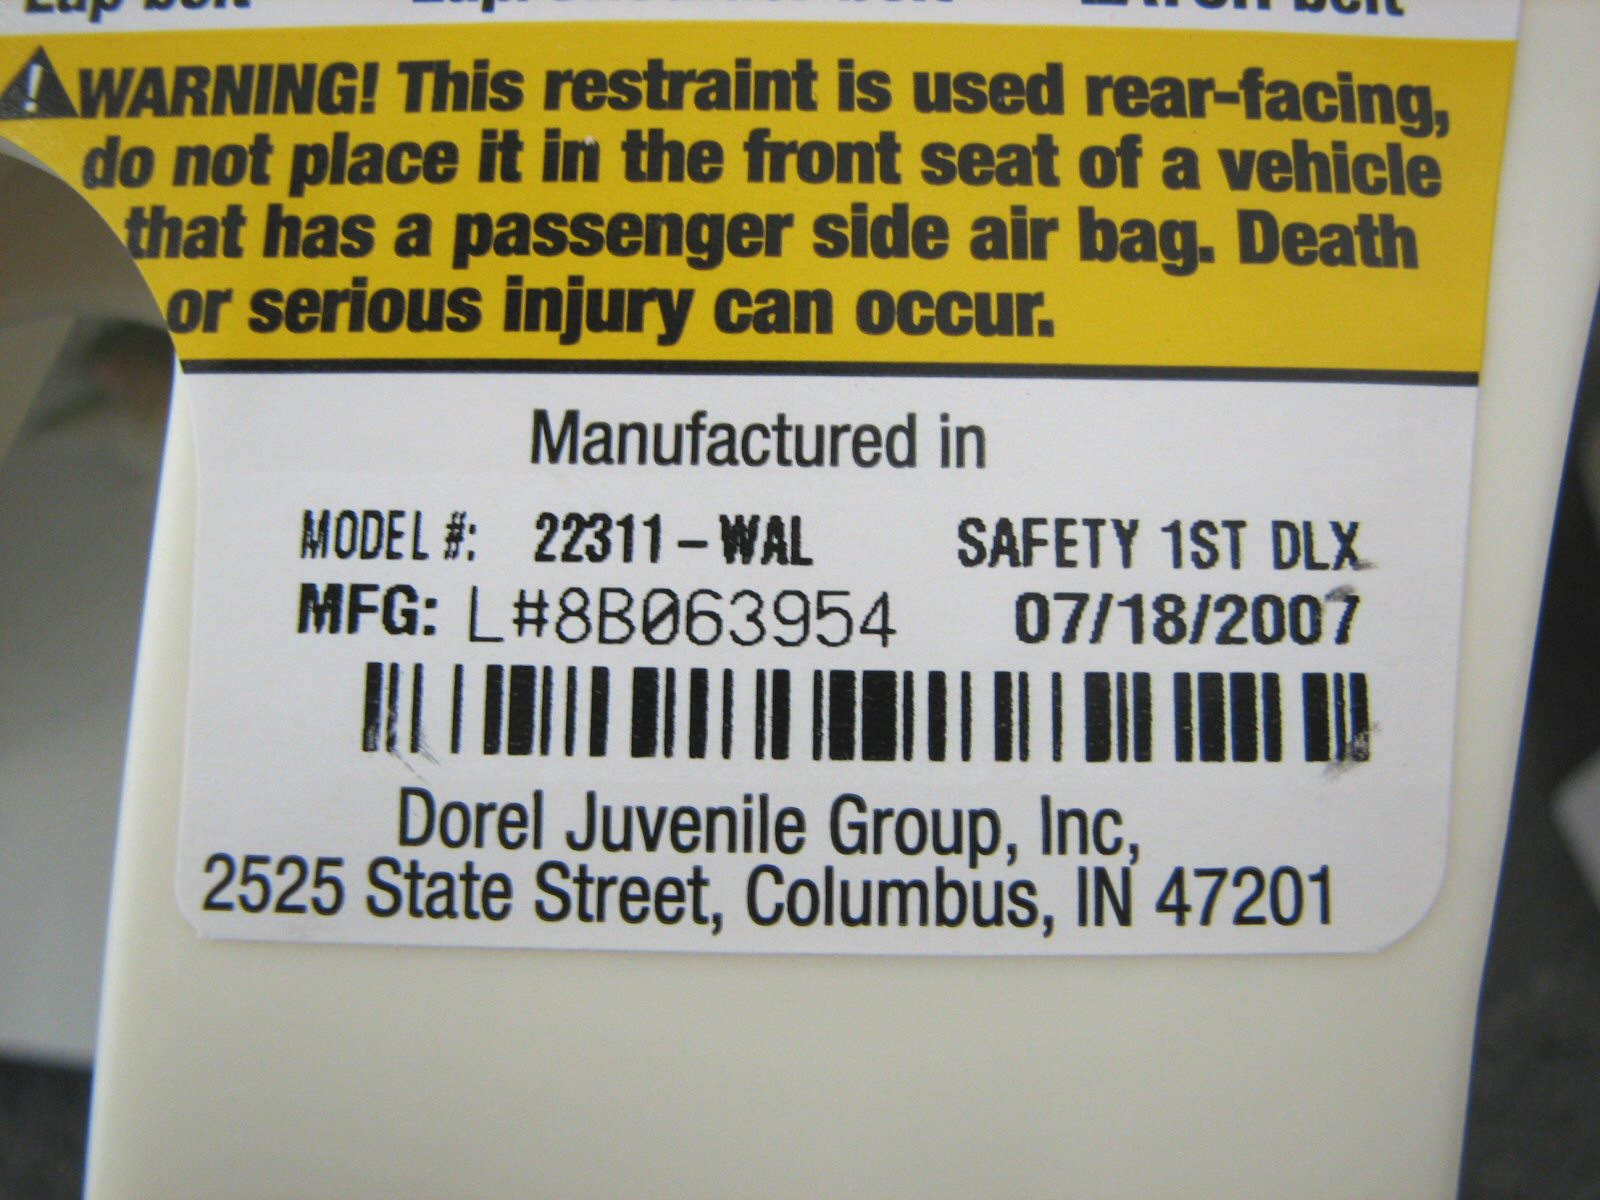 Lap belt
WARNING! This restraint is used rear-facing,
do not place it in the front seat of a vehicle
that has a passenger side air bag. Death
or serious injury can occur.
Manufactured in
MODEL #: 22311-WAL SAFETY 1ST DLX
MFG: L#8B063954 07/18/2007
Dorel Juvenile Group, Inc,
2525 State Street, Columbus, IN 47201